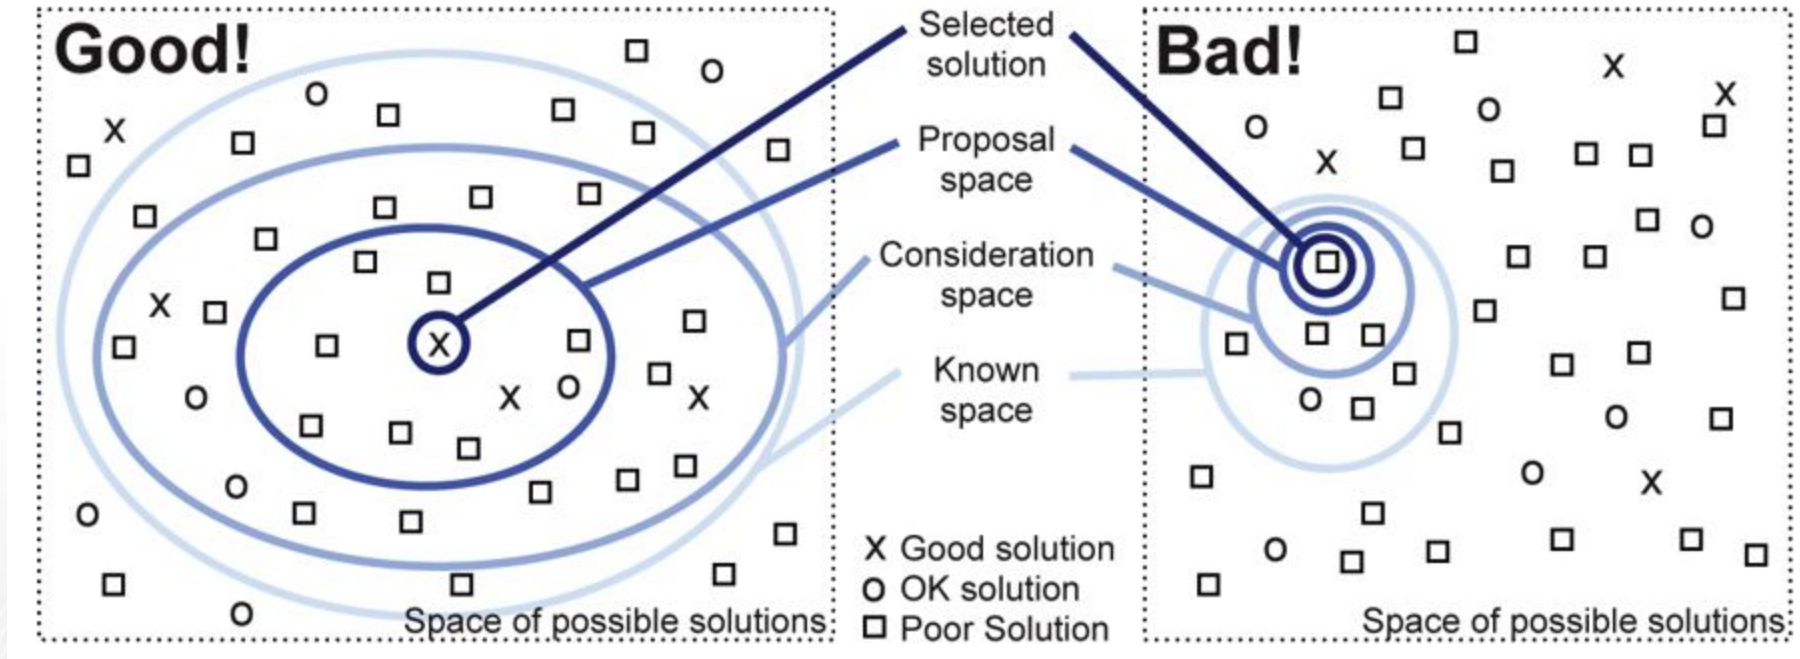 Good!
Selected
solution
Bad!
Proposal
space
Consideration
space
Known
space
X Good solution
O OK solution
Poor Solution
Space of possible solutions
Space of possible solutions